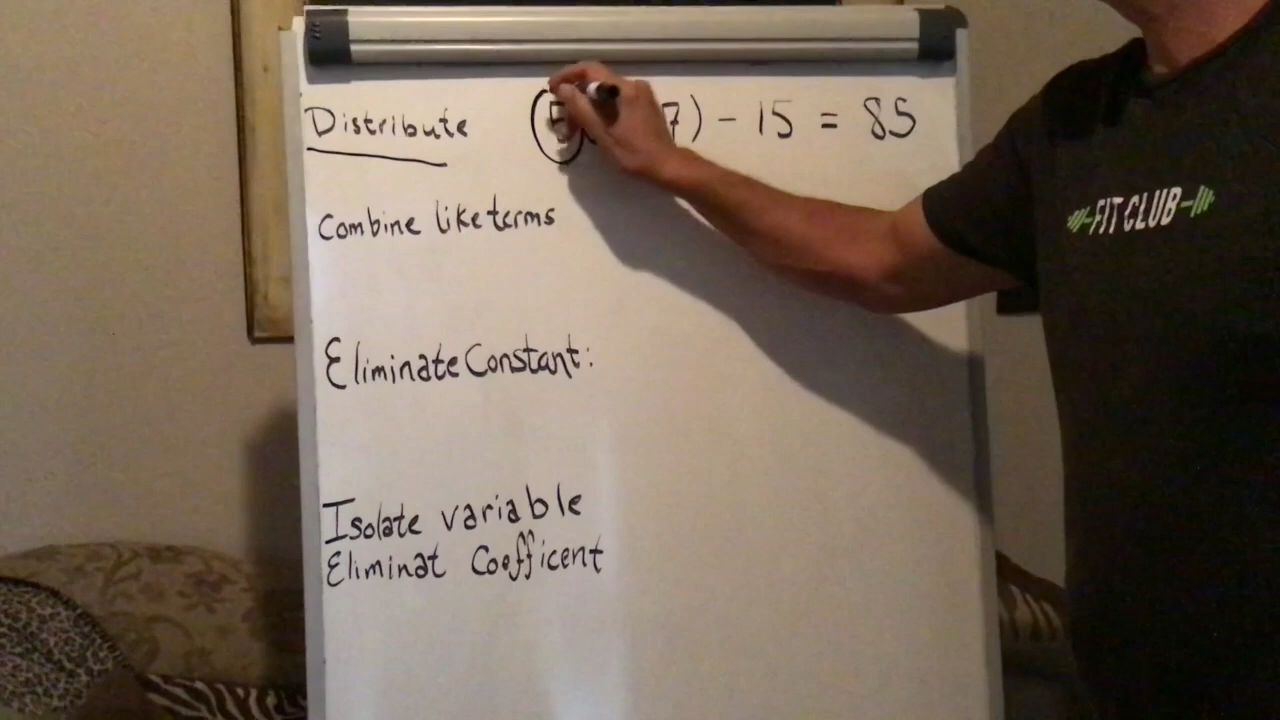 Distribute 5( 7) - 15 = 85
Combine like terms
Eliminate Constant:
Isolate variable
Eliminat Coefficent
FIT CLUB